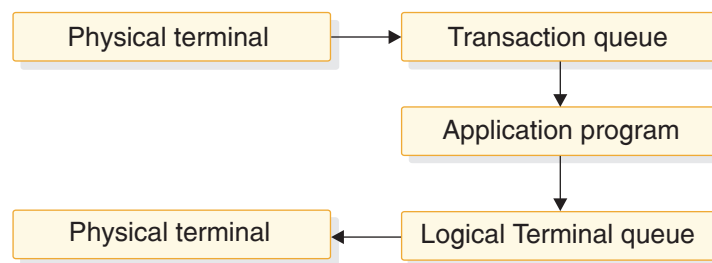 Physical terminal
Transaction queue
Application program
Physical terminal
Logical Terminal queue